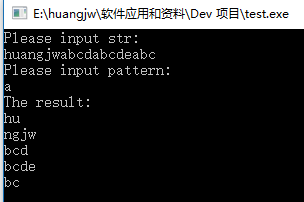 E:\huangjw\软件应用和资料\Dev 项目\test.exe
Please input str:
huangjwabcdabcdeabc
Please input pattern:
a
The result:
hu
ngjw
bcd
bcde
bc